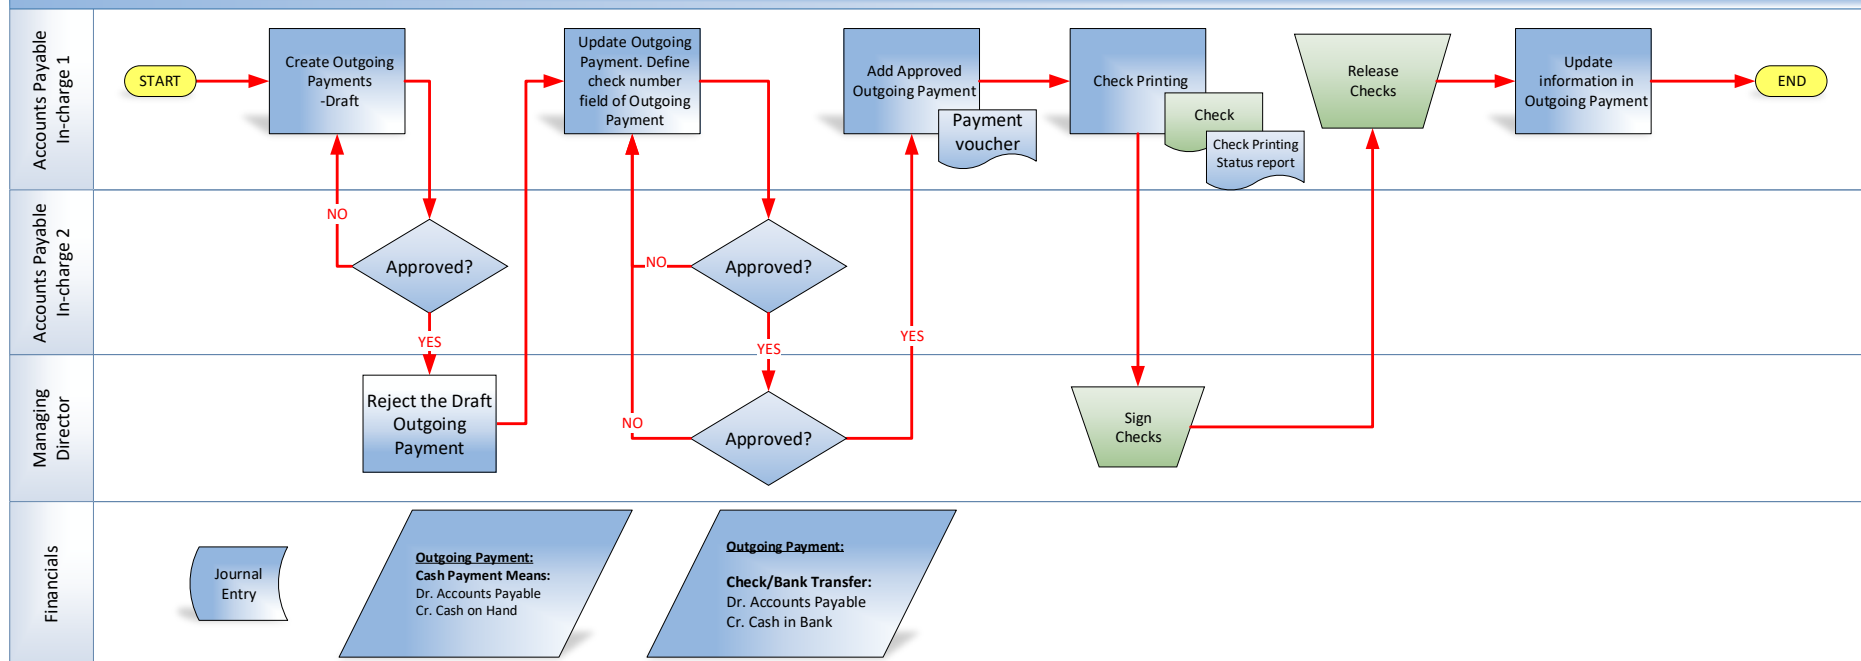 Accounts Payable
In-charge 1
START
Create Outgoing
Payments
-Draft
Update Outgoing
Payment. Define
check number
field of Outgoing
Payment
Add Approved
Outgoing Payment
Payment
voucher
Check Printing
Check
Check Printing
Status report
Release
Checks
Update
information in
Outgoing Payment
END
Accounts Payable
In-charge 2
NO
Approved?
YES
NO
Approved?
YES
YES
Managing
Director
Reject the Draft
Outgoing
Payment
NO
Approved?
Sign
Checks
Financials
Journal
Entry
Outgoing Payment:
Cash Payment Means:
Dr. Accounts Payable
Cr. Cash on Hand
Outgoing Payment:
Check/Bank Transfer:
Dr. Accounts Payable
Cr. Cash in Bank